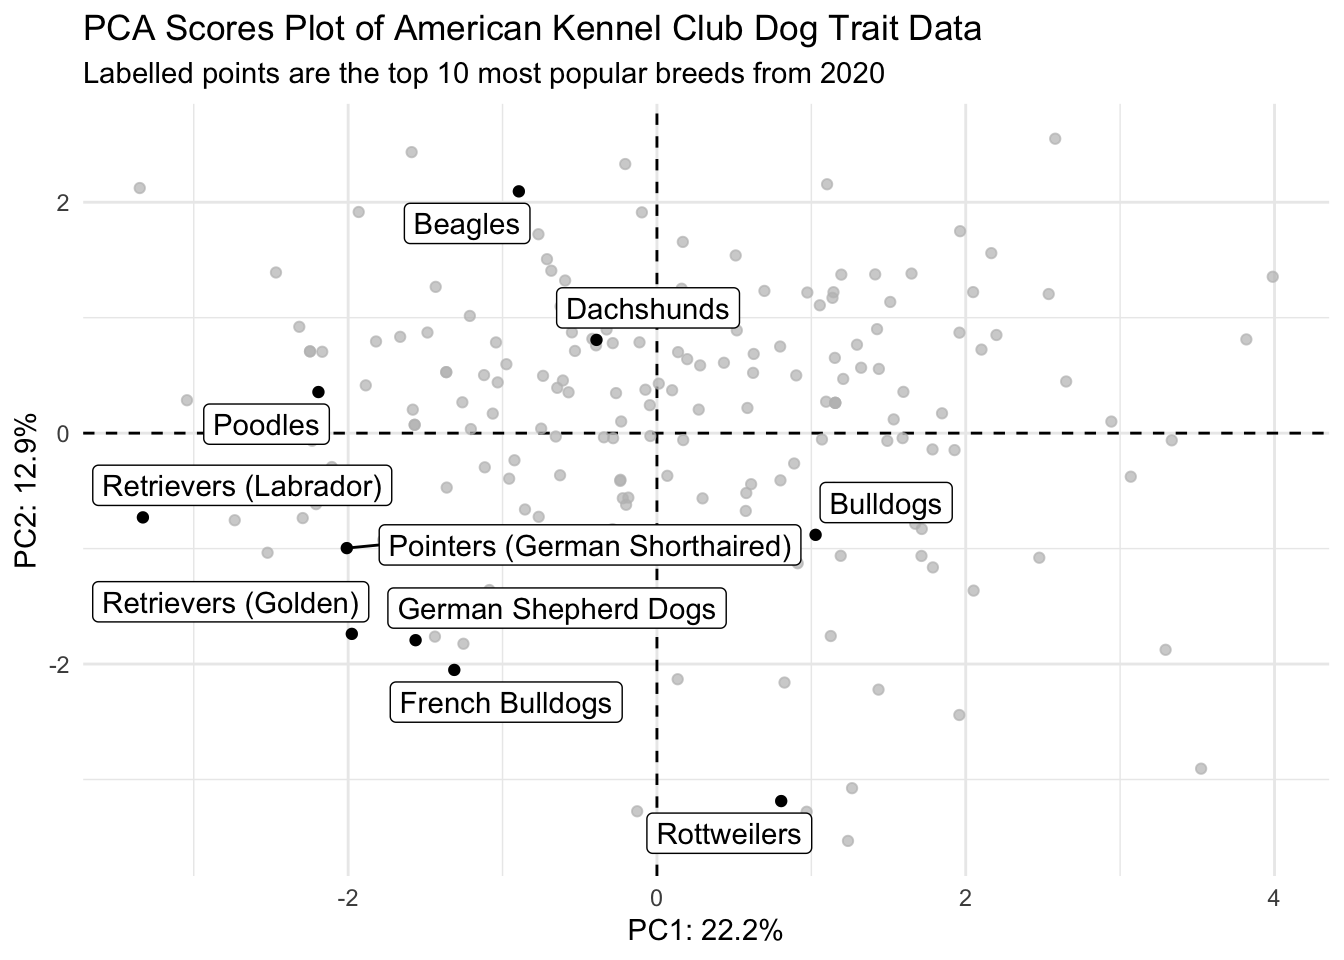 PCA Scores Plot of American Kennel Club Dog Trait Data
Labelled points are the top 10 most popular breeds from 2020
2
Beagles
Dachshunds
Poodles
0
Retrievers (Labrador)
Bulldogs
Pointers (German Shorthaired)
Retrievers (Golden)
German Shepherd Dogs
-2
French Bulldogs
Rottweilers
PC2: 12.9%
-2
0
2
4
PC1: 22.2%